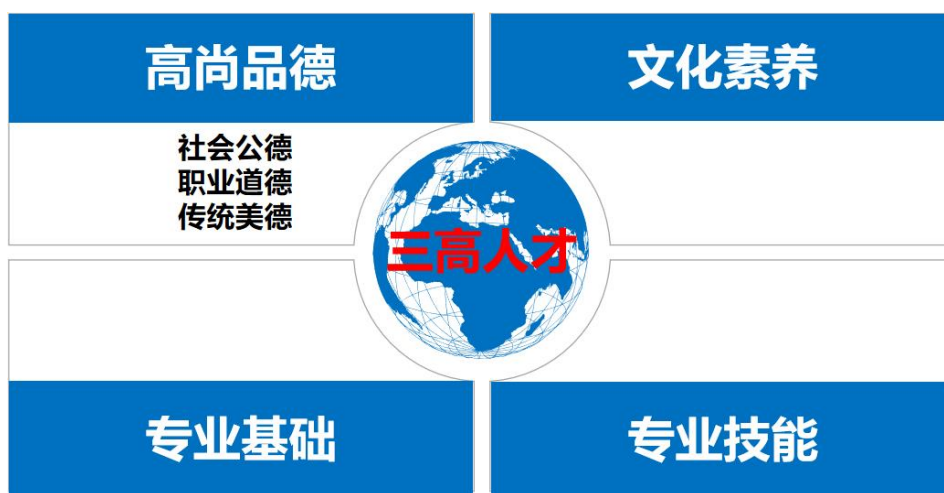 高尚品德
文化素养
社会公德
职业道德
传统美德
三高人才
专业基础
专业技能